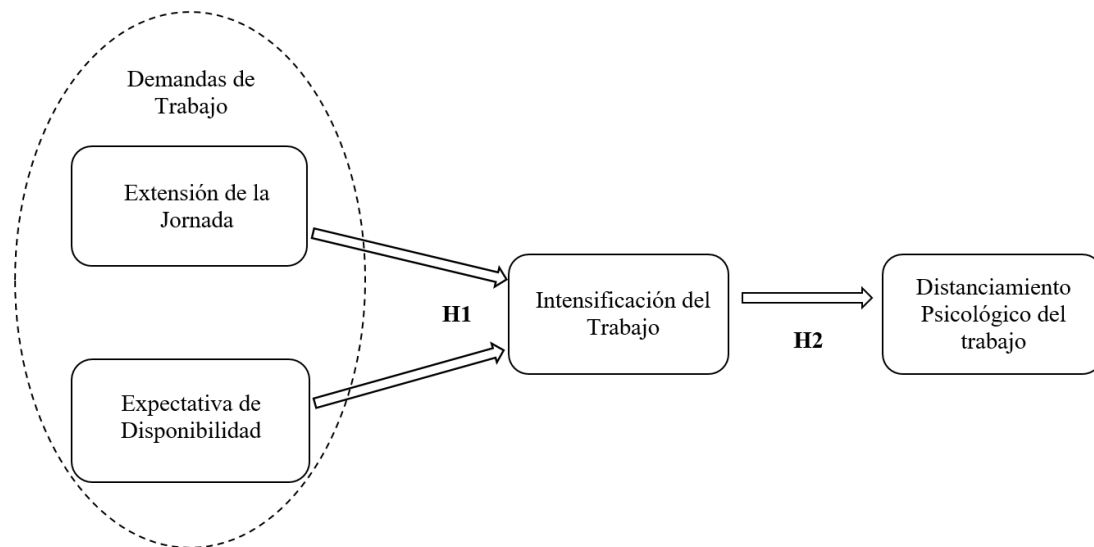 Demandas de
Trabajo
Extensión de la
Jornada
Expectativa de
Disponibilidad
H1
Intensificación del
Trabajo
H2
Distanciamiento
Psicológico del
trabajo